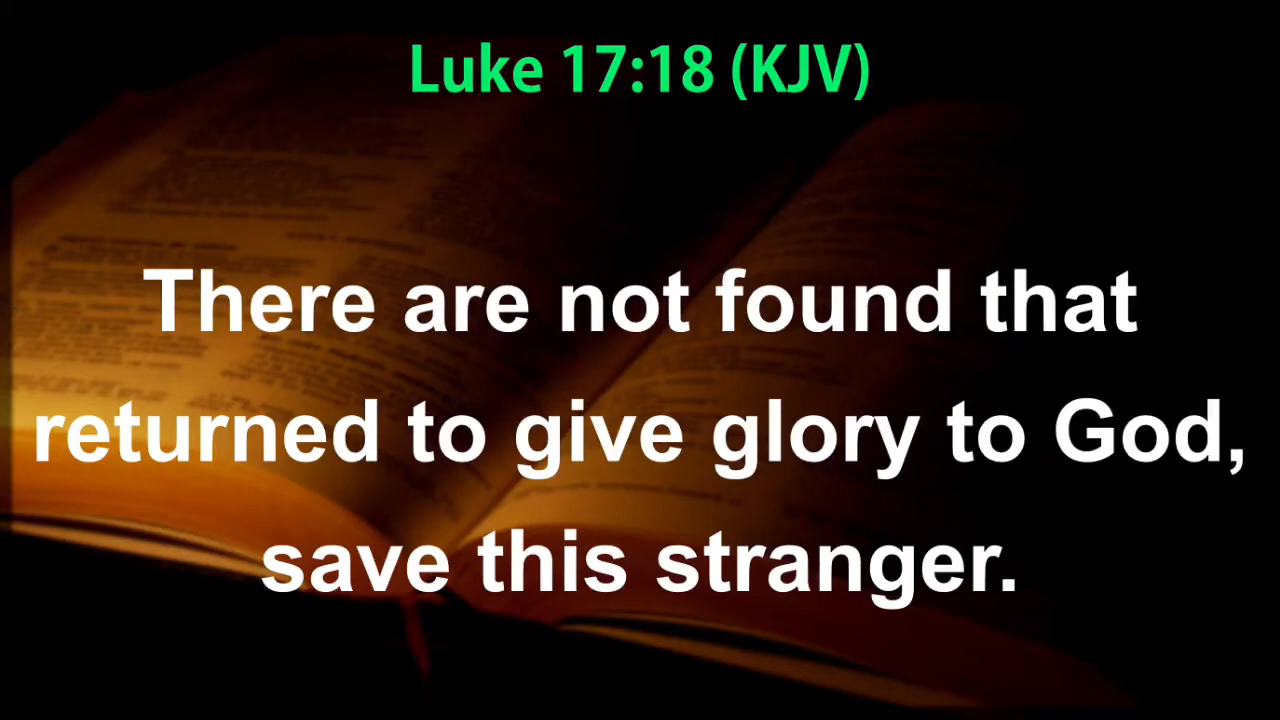 Luke 17:18 (KJV)
There are not found that
returned to give glory to God,
save this stranger.